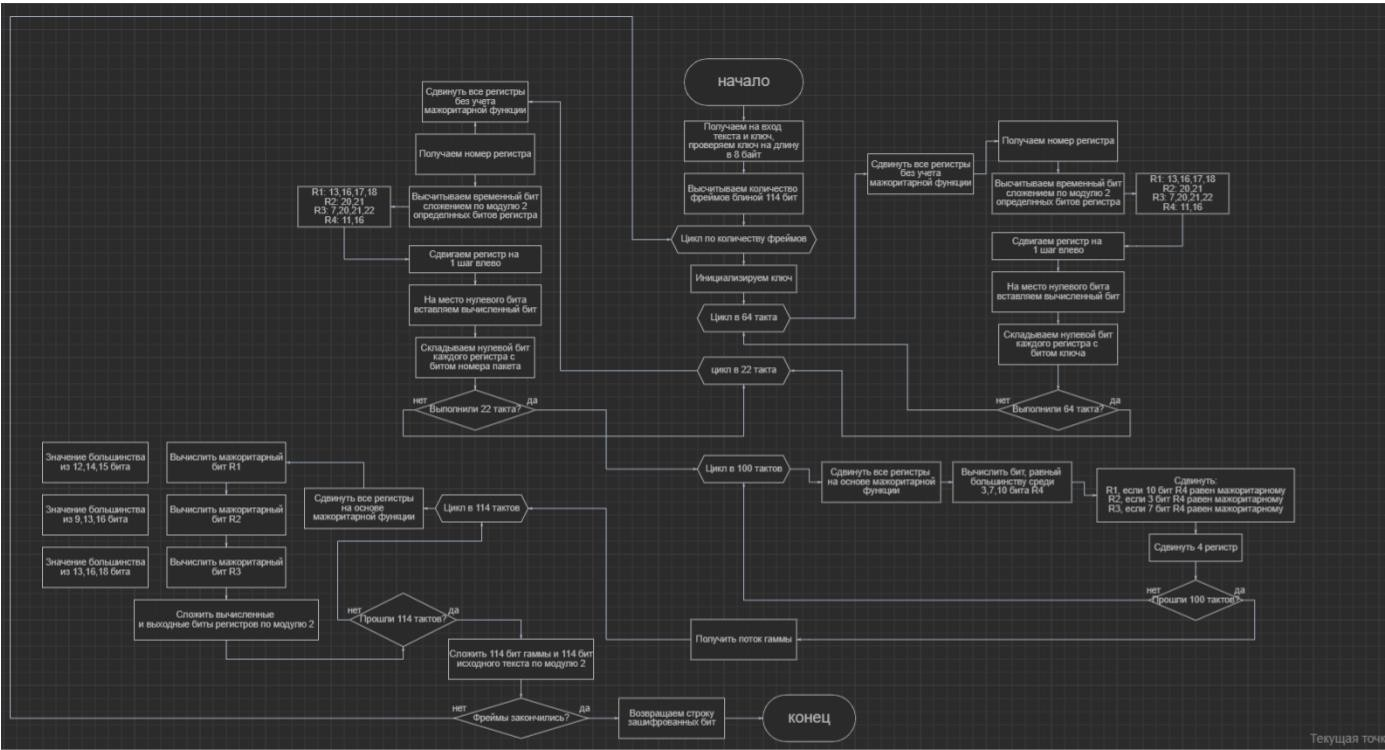 начало
Получаем на вход
текста и ключ,
проверяем ключ на длину
в 8 байт
Высчитываем количество
фреймов блиной 114 бит
Цикл по количеству фреймов
Инициализируем ключ
Цикл в 64 такта
Сдвинуть все регистры
без учета
мажоритарной функции
Получаем номер регистра
Высчитываем временный бит
сложением по модулю 2
определнных битов регистра
R1: 13,16,17,18
R2: 20,21
R3: 7,20,21,22
R4: 11,16
Сдвигаем регистр на
1 шаг влево
На место нулевого бита
вставляем вычисленный бит
Складываем нулевой бит
каждого регистра с
битом ключа
нет
Выполнили 64 такта?
да
цикл в 22 такта
Сдвинуть все регистры
без учета
мажоритарной функции
Получаем номер регистра
Высчитываем временный бит
сложением по модулю 2
определнных битов регистра
R1: 13,16,17,18
R2: 20,21
R3: 7,20,21,22
R4: 11,16
Сдвигаем регистр на
1 шаг влево
На место нулевого бита
вставляем вычисленный бит
Складываем нулевой бит
каждого регистра с
битом номера пакета
нет
Выполнили 22 такта?
да
Цикл в 100 тактов
Сдвинуть все регистры
на основе мажоритарной
функции
Вычислить бит, равный
большинству среди
3,7,10 бита R4
Сдвинуть:
R1, если 10 бит R4 равен мажоритарному
R2, если 3 бит R4 равен мажоритарному
R3, если 7 бит R4 равен мажоритарному
Сдвинуть 4 регистр
нет
Прошли 100 тактов?
да
Получить поток гаммы
Цикл в 114 тактов
Сдвинуть все регистры
на основе
мажоритарной функции
Вычислить мажоритарный
бит R1
Значение большинства
из 12,14,15 бита
Вычислить мажоритарный
бит R2
Значение большинства
из 9,13,16 бита
Вычислить мажоритарный
бит R3
Значение большинства
из 13,16,18 бита
Сложить вычисленные
и выходные биты регистров по модулю 2
нет
Прошли 114 тактов?
да
Сложить 114 бит гаммы и 114 бит
исходного текста по модулю 2
нет
Фреймы закончились?
да
Возвращаем строку
зашифрованных бит
конец
Текущая точк